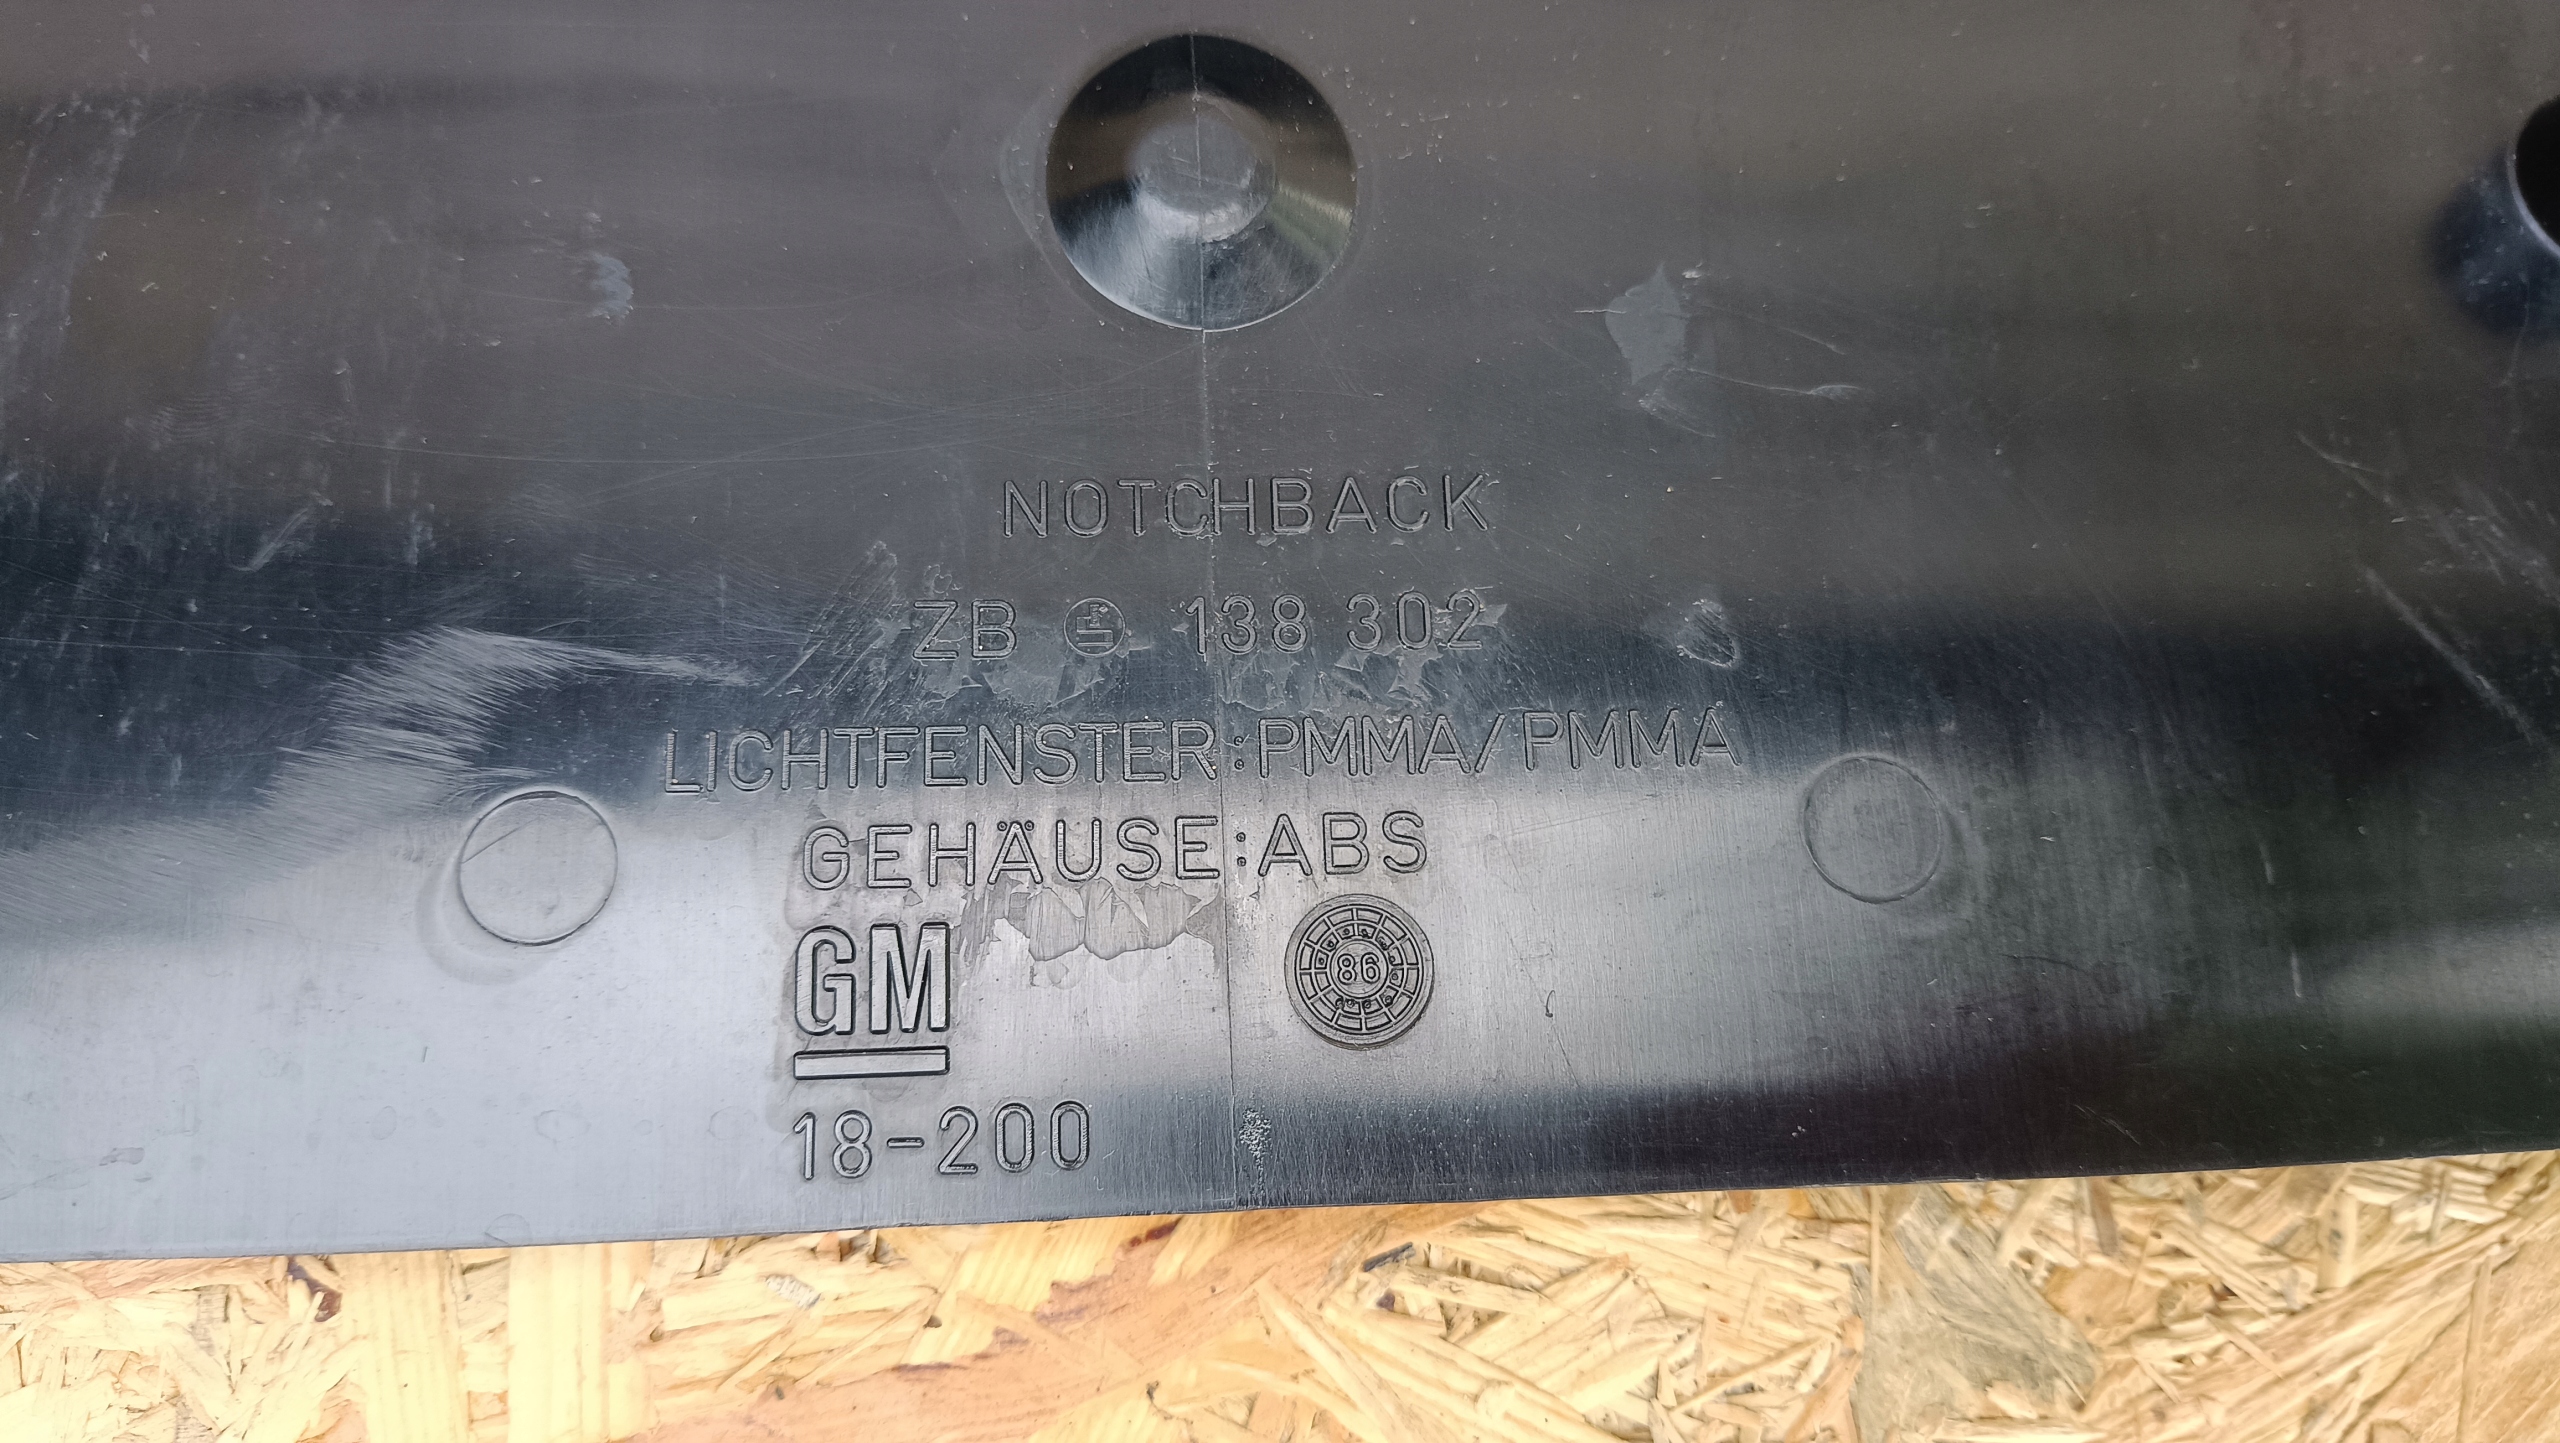 NOTCHBACK
ZB 138 302
LICHTFENSTER:PMMA/PMMA
GEHÄUSE:ABS
GM
86
18-200